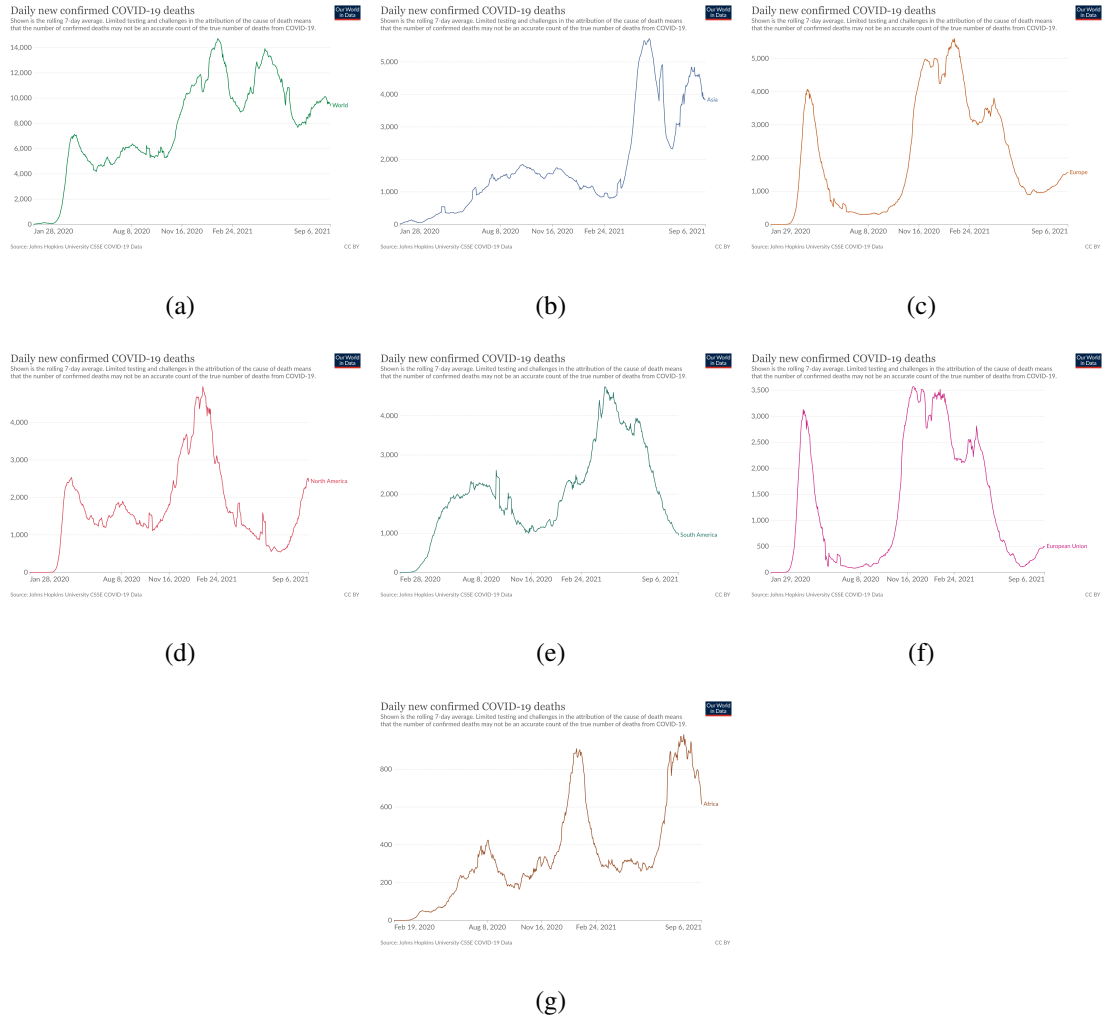 Daily new confirmed COVID-19 deaths
Our World
in Data
Shown is the rolling 7-day average. Limited testing and challenges in the attribution of the cause of death means
that the number of confirmed deaths may not be an accurate count of the true number of deaths from COVID-19.
14,000
12,000
10,000
8,000
6,000
4,000
2,000
0
World
Jan 28, 2020 Aug 8, 2020 Nov 16, 2020 Feb 24, 2021 Sep 6, 2021
Source: Johns Hopkins University CSSE COVID-19 Data CC BY
(a)
Daily new confirmed COVID-19 deaths
Our World
in Data
Shown is the rolling 7-day average. Limited testing and challenges in the attribution of the cause of death means
that the number of confirmed deaths may not be an accurate count of the true number of deaths from COVID-19.
5,000
4,000
3,000
2,000
1,000
0
Asia
Jan 28, 2020 Aug 8, 2020 Nov 16, 2020 Feb 24, 2021 Sep 6, 2021
Source: Johns Hopkins University CSSE COVID-19 Data CC BY
(b)
Daily new confirmed COVID-19 deaths
Our World
in Data
Shown is the rolling 7-day average. Limited testing and challenges in the attribution of the cause of death means
that the number of confirmed deaths may not be an accurate count of the true number of deaths from COVID-19.
5,000
4,000
3,000
2,000
1,000
0
Europe
Jan 29, 2020 Aug 8, 2020 Nov 16, 2020 Feb 24, 2021 Sep 6, 2021
Source: Johns Hopkins University CSSE COVID-19 Data CC BY
(c)
Daily new confirmed COVID-19 deaths
Our World
in Data
Shown is the rolling 7-day average. Limited testing and challenges in the attribution of the cause of death means
that the number of confirmed deaths may not be an accurate count of the true number of deaths from COVID-19.
4,000
3,000
2,000
1,000
0
North America
Jan 28, 2020 Aug 8, 2020 Nov 16, 2020 Feb 24, 2021 Sep 6, 2021
Source: Johns Hopkins University CSSE COVID-19 Data CC BY
(d)
Daily new confirmed COVID-19 deaths
Our World
in Data
Shown is the rolling 7-day average. Limited testing and challenges in the attribution of the cause of death means
that the number of confirmed deaths may not be an accurate count of the true number of deaths from COVID-19.
4,000
3,000
2,000
1,000
0
South America
Feb 28, 2020 Aug 8, 2020 Nov 16, 2020 Feb 24, 2021 Sep 6, 2021
Source: Johns Hopkins University CSSE COVID-19 Data CC BY
(e)
Daily new confirmed COVID-19 deaths
Our World
in Data
Shown is the rolling 7-day average. Limited testing and challenges in the attribution of the cause of death means
that the number of confirmed deaths may not be an accurate count of the true number of deaths from COVID-19.
3,500
3,000
2,500
2,000
1,500
1,000
500
0
European Union
Jan 29, 2020 Aug 8, 2020 Nov 16, 2020 Feb 24, 2021 Sep 6, 2021
Source: Johns Hopkins University CSSE COVID-19 Data CC BY
(f)
Daily new confirmed COVID-19 deaths
Our World
in Data
Shown is the rolling 7-day average. Limited testing and challenges in the attribution of the cause of death means
that the number of confirmed deaths may not be an accurate count of the true number of deaths from COVID-19.
800
600
400
200
0
Africa
Feb 19, 2020 Aug 8, 2020 Nov 16, 2020 Feb 24, 2021 Sep 6, 2021
Source: Johns Hopkins University CSSE COVID-19 Data CC BY
(g)